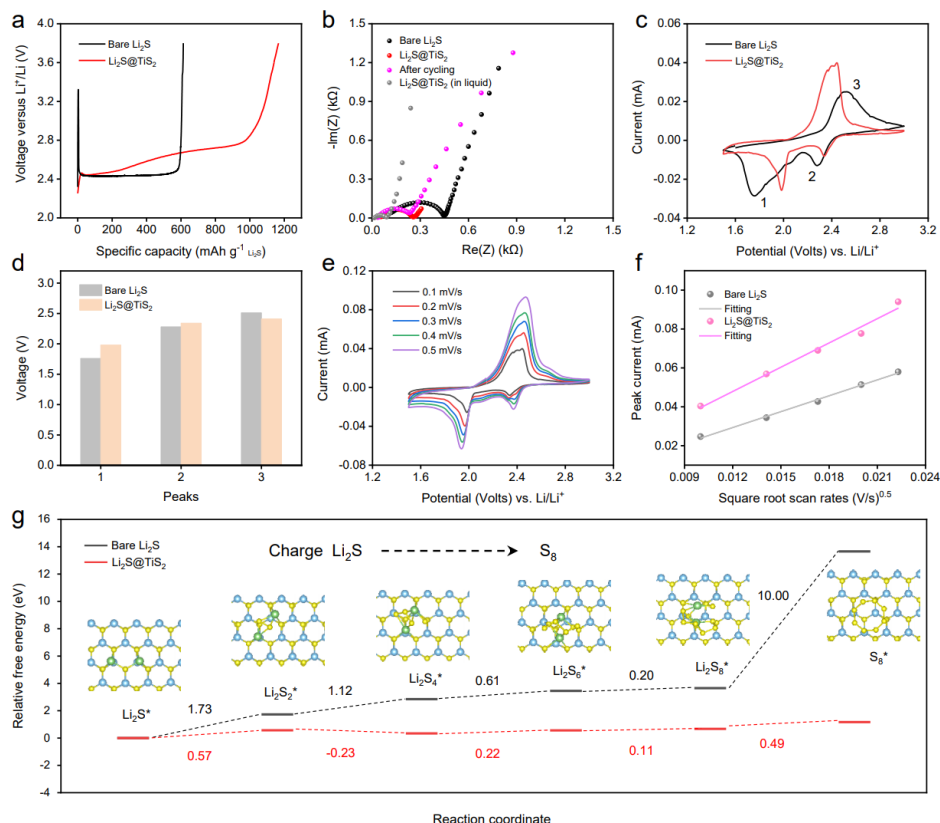 a
4.0
3.6
3.2
2.8
2.4
2.0
Voltage versus Li⁺/Li (V)
Bare Li₂S
Li₂S@TiS₂
0 200 400 600 800 1000 1200
Specific capacity (mAh g⁻¹ Li₂S)
b
-1.5
-1.2
-0.9
-0.6
-0.3
0.0
-Im(Z) (kΩ)
Bare Li₂S
Li₂S@TiS₂
After cycling
Li₂S@TiS₂ (in liquid)
0.0 0.3 0.6 0.9 1.2 1.5
Re(Z) (kΩ)
c
0.06
0.04
0.02
0.00
-0.02
-0.04
Current (mA)
Bare Li₂S
Li₂S@TiS₂
3
2
1
1.2 1.6 2.0 2.4 2.8 3.2
Potential (Volts) vs. Li/Li⁺
d
3.0
2.5
2.0
1.5
1.0
0.5
0.0
Voltage (V)
Bare Li₂S
Li₂S@TiS₂
1 2 3
Peaks
e
0.12
0.08
0.04
0.00
-0.04
-0.08
Current (mA)
0.1 mV/s
0.2 mV/s
0.3 mV/s
0.4 mV/s
0.5 mV/s
1.2 1.6 2.0 2.4 2.8 3.2
Potential (Volts) vs. Li/Li⁺
f
0.10
0.08
0.06
0.04
0.02
Peak current (mA)
Bare Li₂S
Fitting
Li₂S@TiS₂
Fitting
0.009 0.012 0.015 0.018 0.021 0.024
Square root scan rates (V/s)⁰·⁵
g
16
14
12
10
8
6
4
2
0
-2
-4
Relative free energy (eV)
Bare Li₂S
Li₂S@TiS₂
Charge Li₂S S₈
Li₂S*
Li₂S₂*
Li₂S₄*
Li₂S₆*
Li₂S₈*
S₈*
1.73
1.12
0.61
0.20
10.00
0.57
-0.23
0.22
0.11
0.49
Reaction coordinate